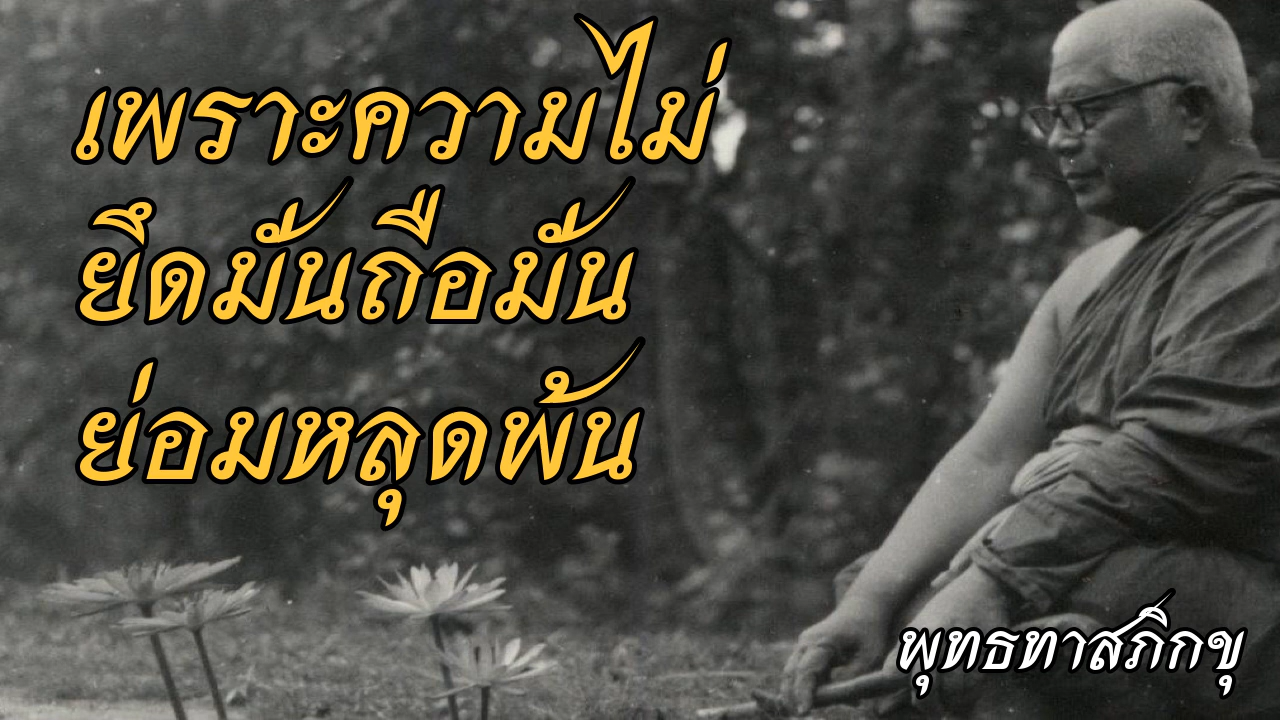 เพราะความไม่
ยึดมั่นถือมั่น
ย่อมหลุดพ้น
พุทธทาสภิกขุ